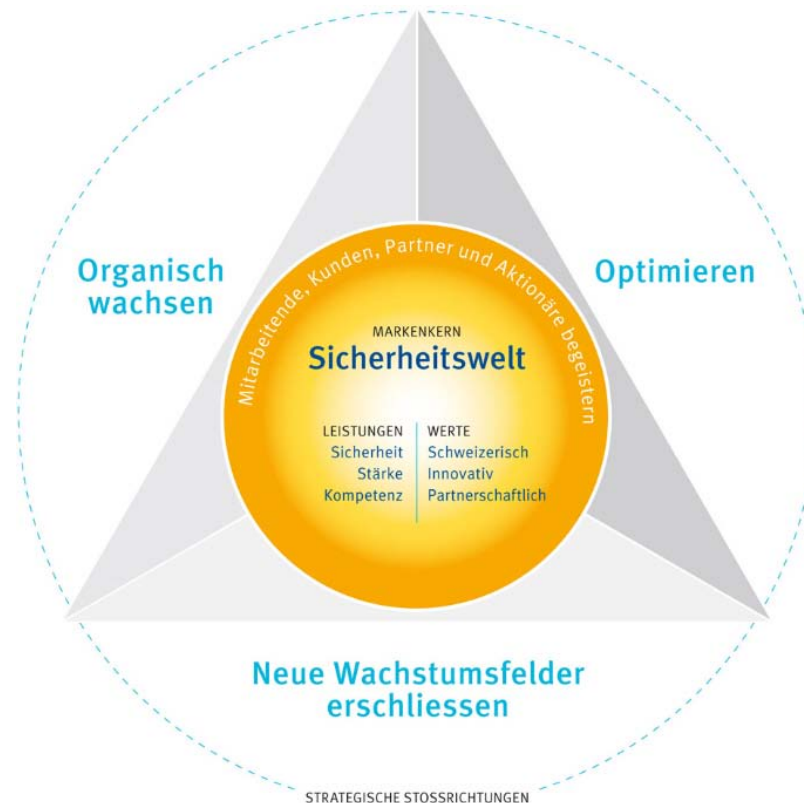 Organisch
wachsen
Optimieren
Mitarbeitende, Kunden, Partner und Aktionäre begeistern
MARKENKERN
Sicherheitswelt
LEISTUNGEN
Sicherheit
Stärke
Kompetenz
WERTE
Schweizerisch
Innovativ
Partnerschaftlich
Neue Wachstumsfelder
erschliessen
STRATEGISCHE STOSSRICHTUNGEN